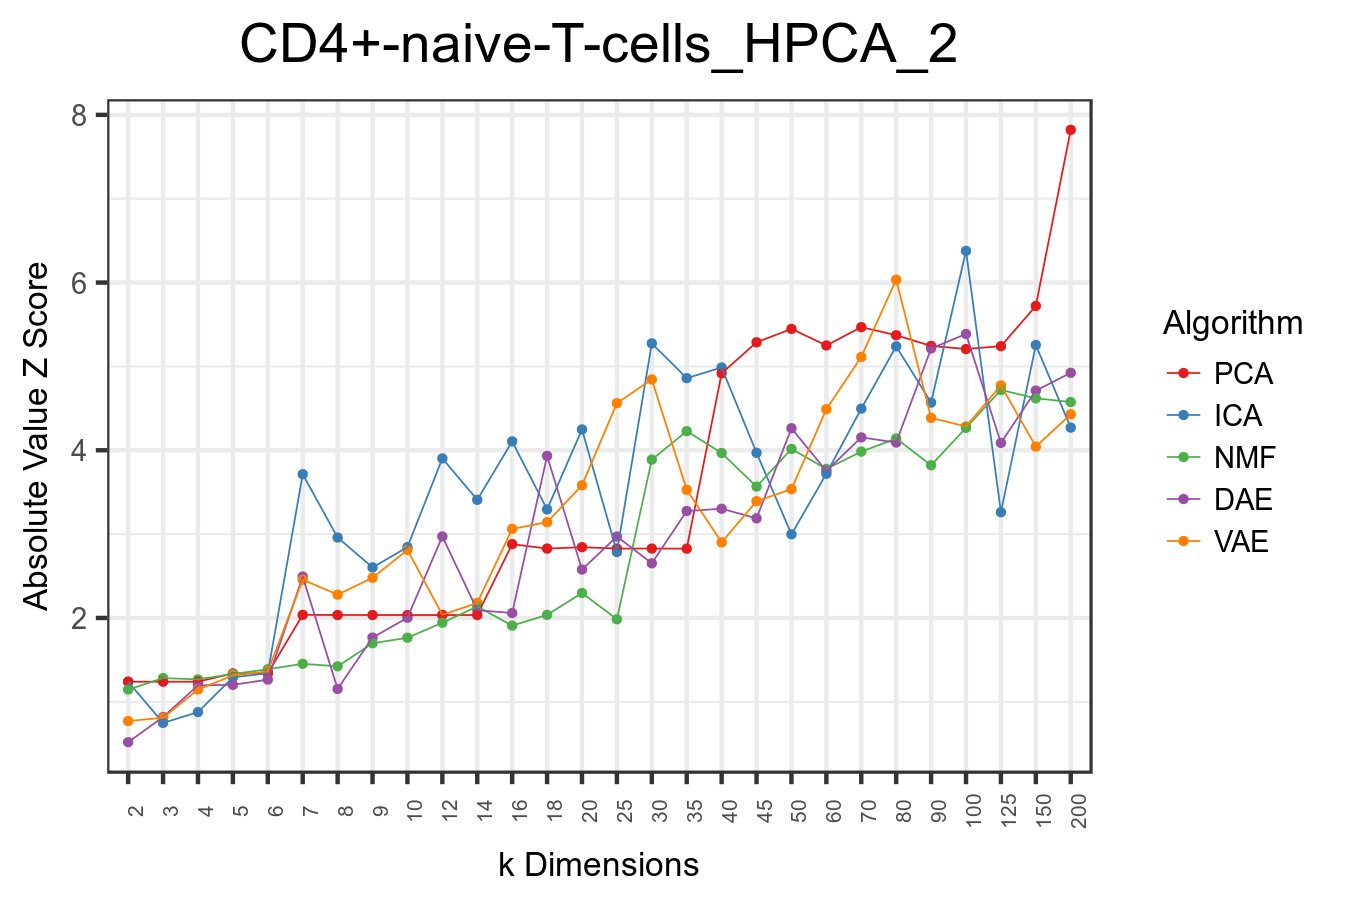 CD4+-naive-T-cells_HPCA_2
Absolute Value Z Score
8
6
4
2
2 3 4 5 6 7 8 9 10 12 14 16 18 20 25 30 35 40 45 50 60 70 80 90 100 125 150 200
k Dimensions
Algorithm
PCA
ICA
NMF
DAE
VAE